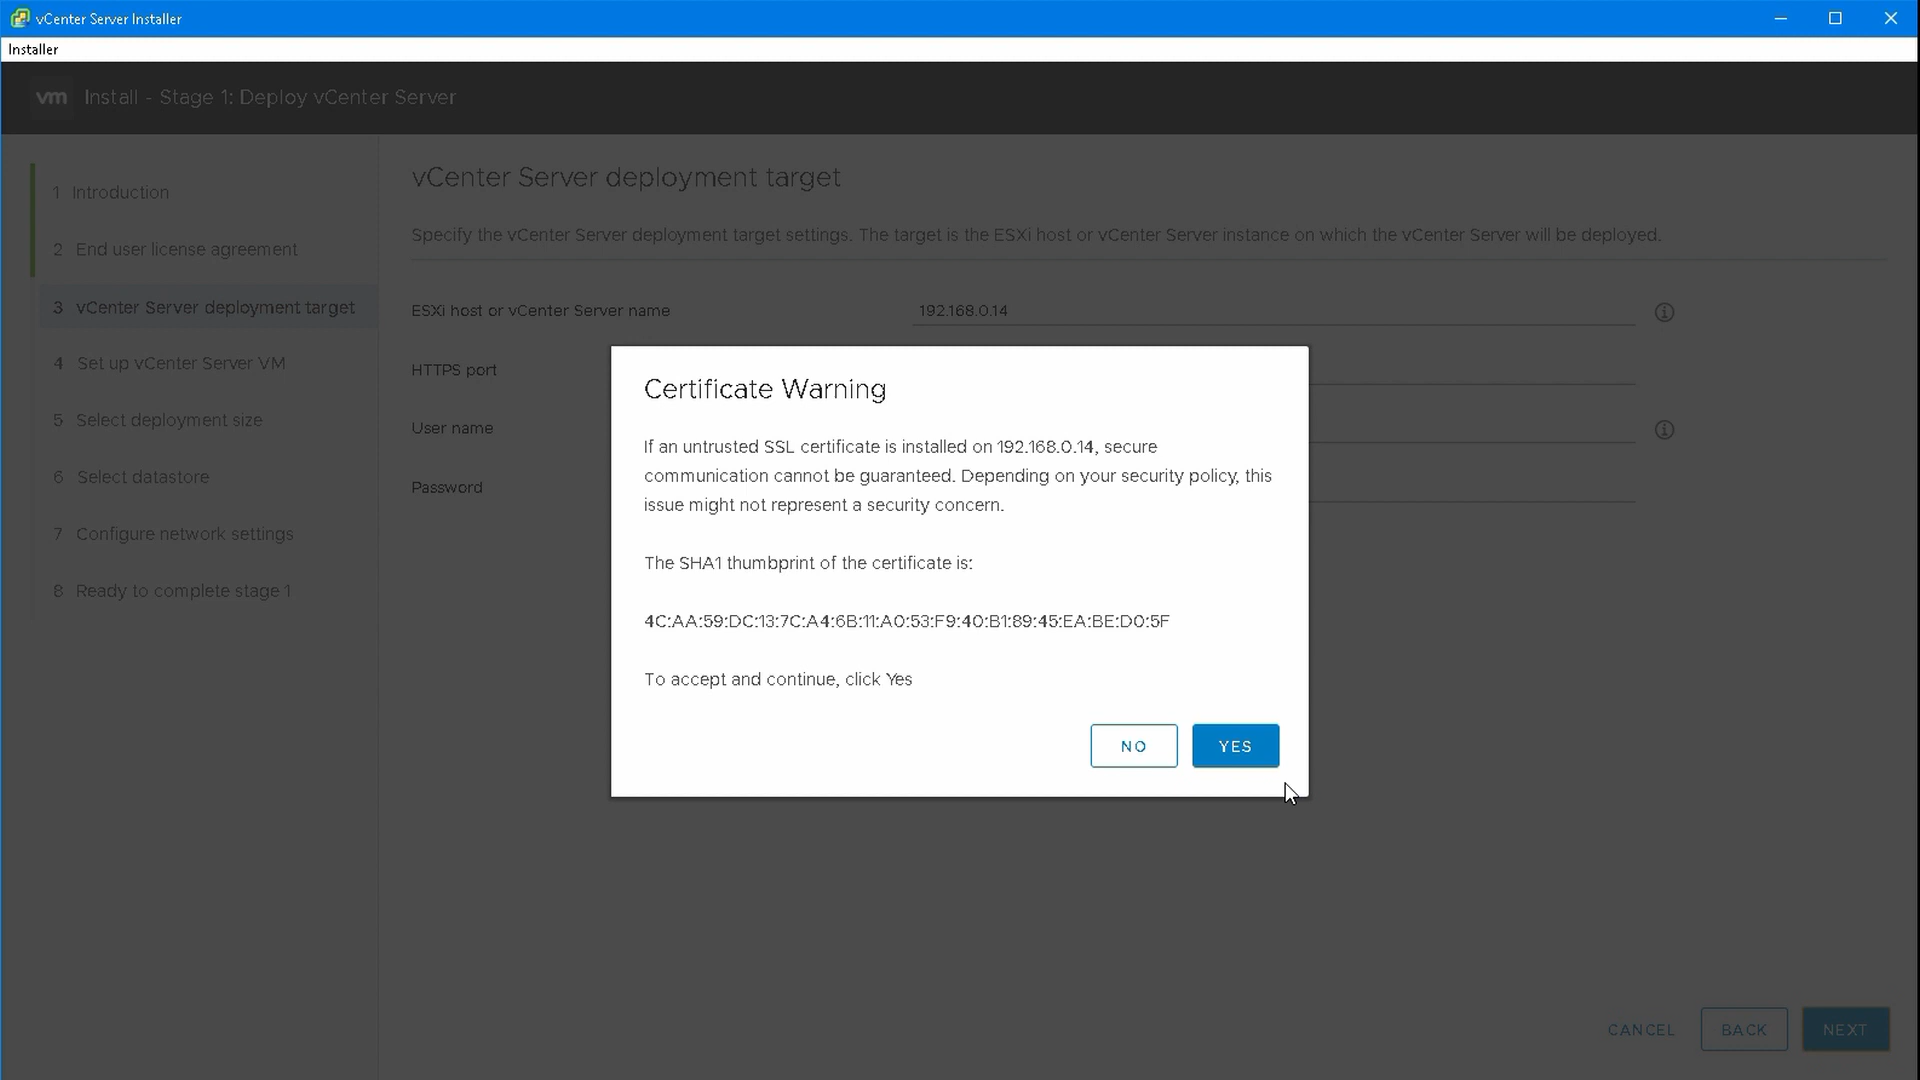 vCenter Server Installer
Installer
vm Install - Stage 1: Deploy vCenter Server
1 Introduction
2 End user license agreement
3 vCenter Server deployment target
4 Set up vCenter Server VM
5 Select deployment size
6 Select datastore
7 Configure network settings
8 Ready to complete stage 1
vCenter Server deployment target
Specify the vCenter Server deployment target settings. The target is the ESXi host or vCenter Server instance on which the vCenter Server will be deployed.
ESXi host or vCenter Server name 192.168.0.14
HTTPS port
User name
Password
Certificate Warning
If an untrusted SSL certificate is installed on 192.168.0.14, secure
communication cannot be guaranteed. Depending on your security policy, this
issue might not represent a security concern.
The SHA1 thumbprint of the certificate is:
4C:AA:59:DC:13:7C:A4:6B:11:A0:53:F9:40:B1:89:45:EA:BE:D0:5F
To accept and continue, click Yes
NO YES
CANCEL BACK NEXT